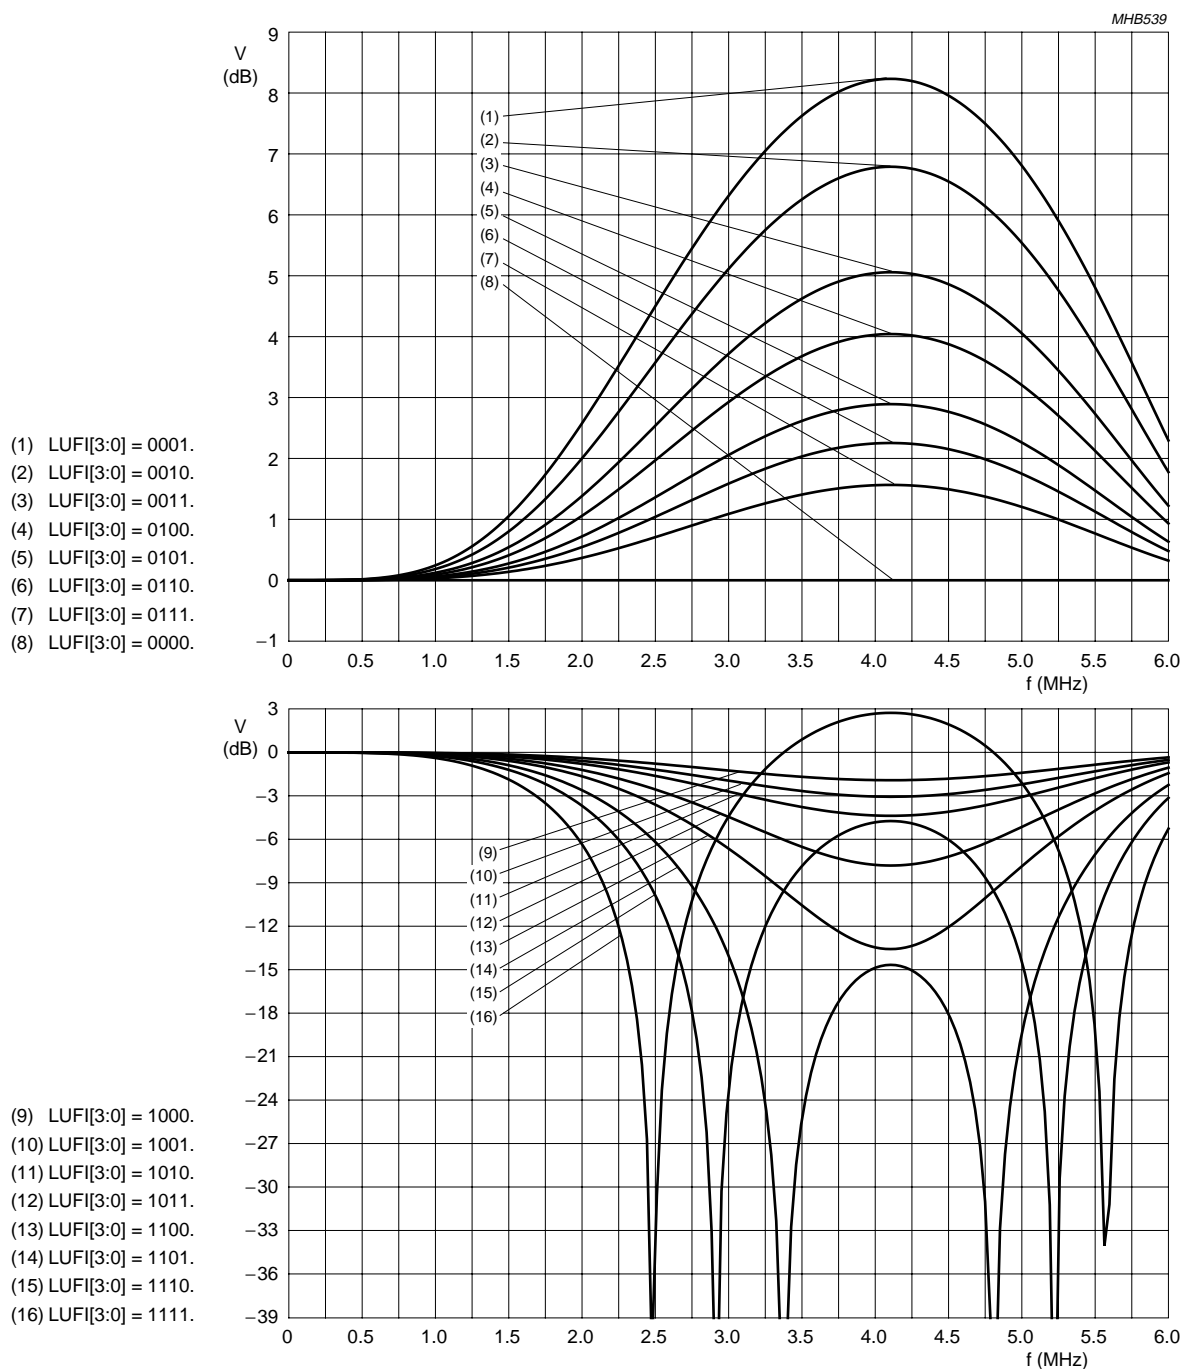 MHB539
9
V
(dB)
8
7
6
5
4
3
2
1
0
−1
(1)
(2)
(3)
(4)
(5)
(6)
(7)
(8)
(1) LUFI[3:0] = 0001.
(2) LUFI[3:0] = 0010.
(3) LUFI[3:0] = 0011.
(4) LUFI[3:0] = 0100.
(5) LUFI[3:0] = 0101.
(6) LUFI[3:0] = 0110.
(7) LUFI[3:0] = 0111.
(8) LUFI[3:0] = 0000.
0 0.5 1.0 1.5 2.0 2.5 3.0 3.5 4.0 4.5 5.0 5.5 6.0
f (MHz)
3
V
(dB)
0
−3
−6
−9
−12
−15
−18
−21
−24
−27
−30
−33
−36
−39
(9)
(10)
(11)
(12)
(13)
(14)
(15)
(16)
(9) LUFI[3:0] = 1000.
(10) LUFI[3:0] = 1001.
(11) LUFI[3:0] = 1010.
(12) LUFI[3:0] = 1011.
(13) LUFI[3:0] = 1100.
(14) LUFI[3:0] = 1101.
(15) LUFI[3:0] = 1110.
(16) LUFI[3:0] = 1111.
0 0.5 1.0 1.5 2.0 2.5 3.0 3.5 4.0 4.5 5.0 5.5 6.0
f (MHz)